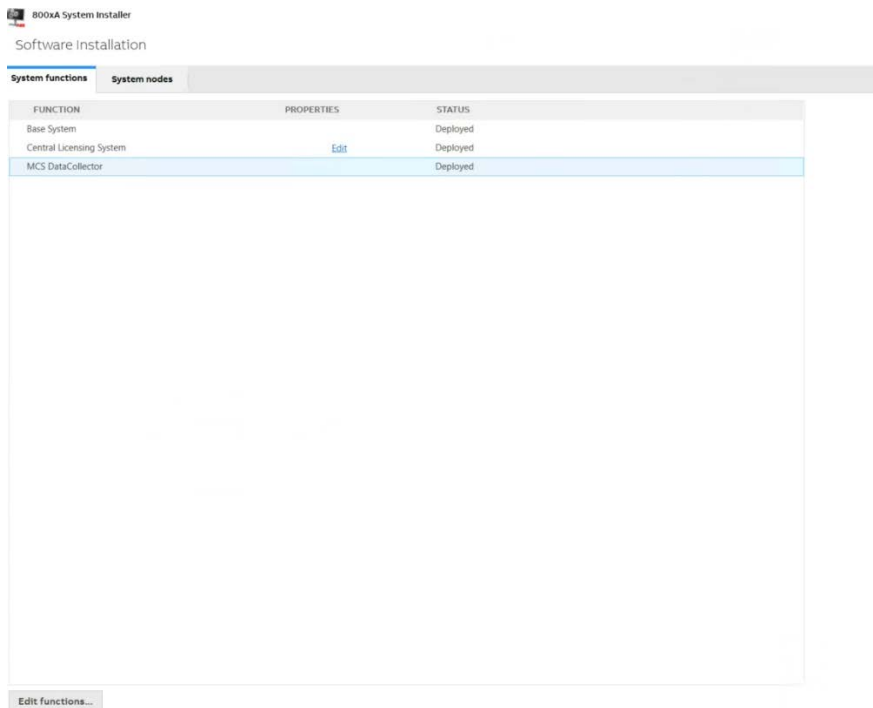 800xA System Installer
Software Installation
System functions System nodes
FUNCTION PROPERTIES STATUS
Base System Deployed
Central Licensing System Edit Deployed
MCS DataCollector Deployed
Edit functions...